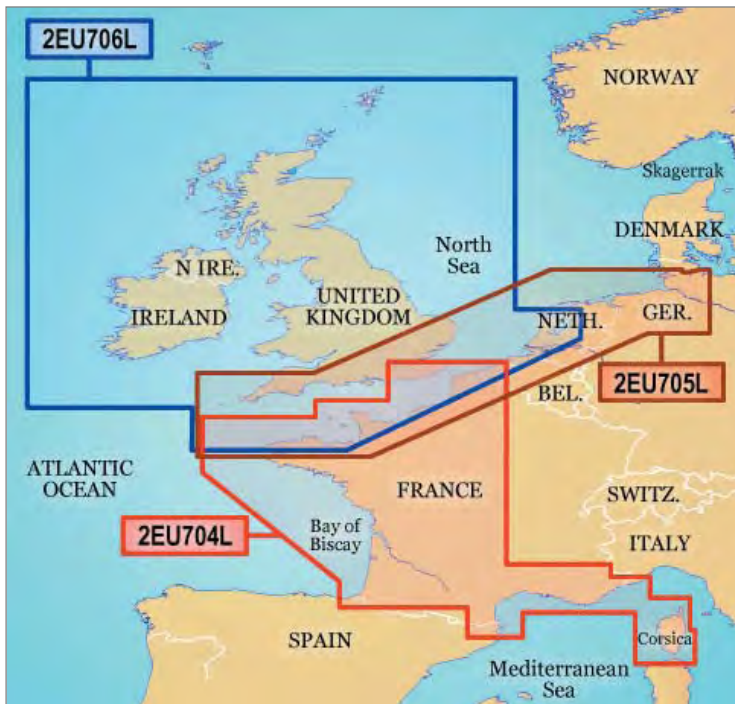 2EU706L
NORWAY
Skagerrak
DENMARK
North
Sea
N IRE.
IRELAND
UNITED
KINGDOM
NETH.
GER.
2EU705L
BEL.
ATLANTIC
OCEAN
FRANCE
SWITZ.
2EU704L
Bay of
Biscay
ITALY
SPAIN
Corsica
Mediterranean
Sea